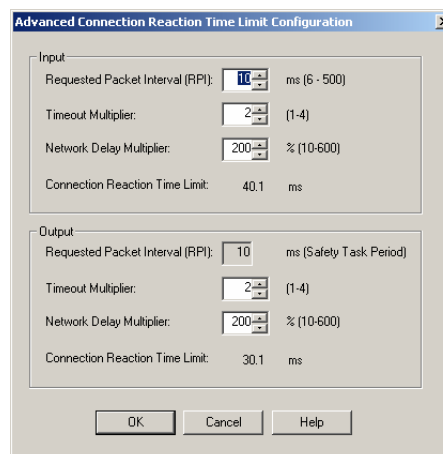 Advanced Connection Reaction Time Limit Configuration
Input
Requested Packet Interval (RPI): 10 ms (6 - 500)
Timeout Multiplier: 2 (1-4)
Network Delay Multiplier: 200 % (10-600)
Connection Reaction Time Limit: 40.1 ms
Output
Requested Packet Interval (RPI): 10 ms (Safety Task Period)
Timeout Multiplier: 2 (1-4)
Network Delay Multiplier: 200 % (10-600)
Connection Reaction Time Limit: 30.1 ms
OK Cancel Help